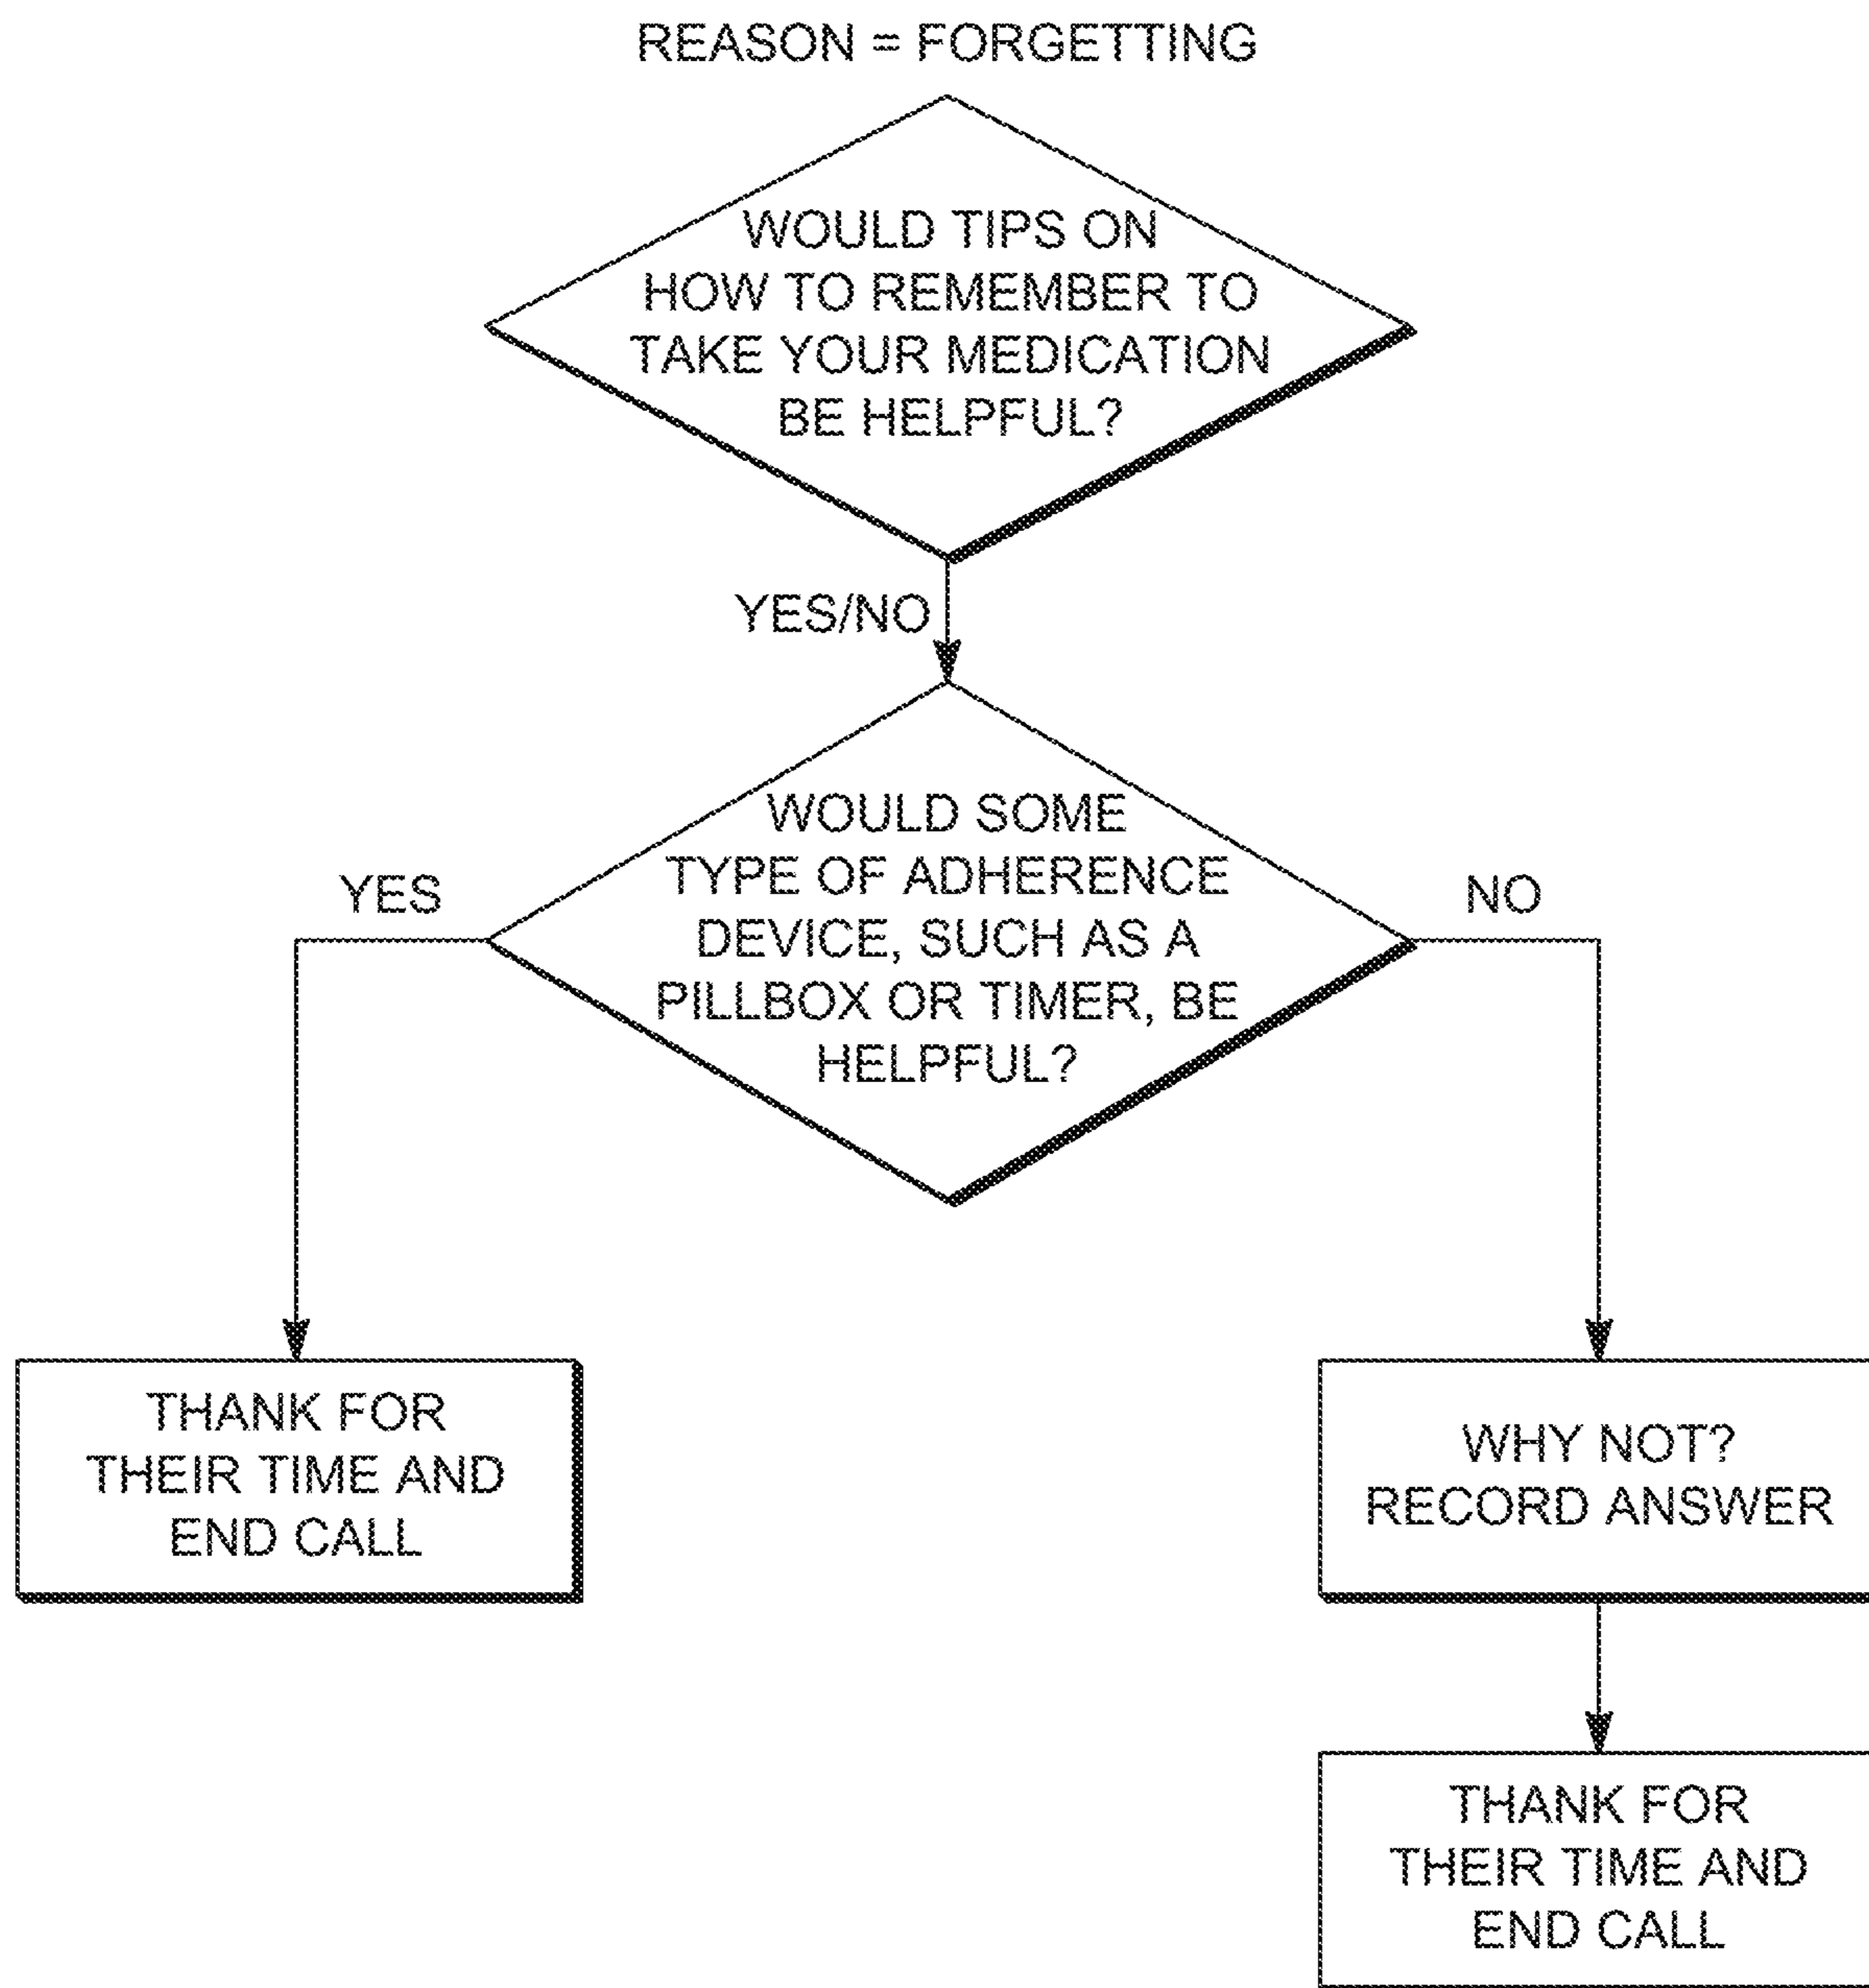 REASON = FORGETTING
WOULD TIPS ON
HOW TO REMEMBER TO
TAKE YOUR MEDICATION
BE HELPFUL?
YES/NO
WOULD SOME
TYPE OF ADHERENCE
DEVICE, SUCH AS A
PILLBOX OR TIMER, BE
HELPFUL?
YES
NO
THANK FOR
THEIR TIME AND
END CALL
WHY NOT?
RECORD ANSWER
THANK FOR
THEIR TIME AND
END CALL